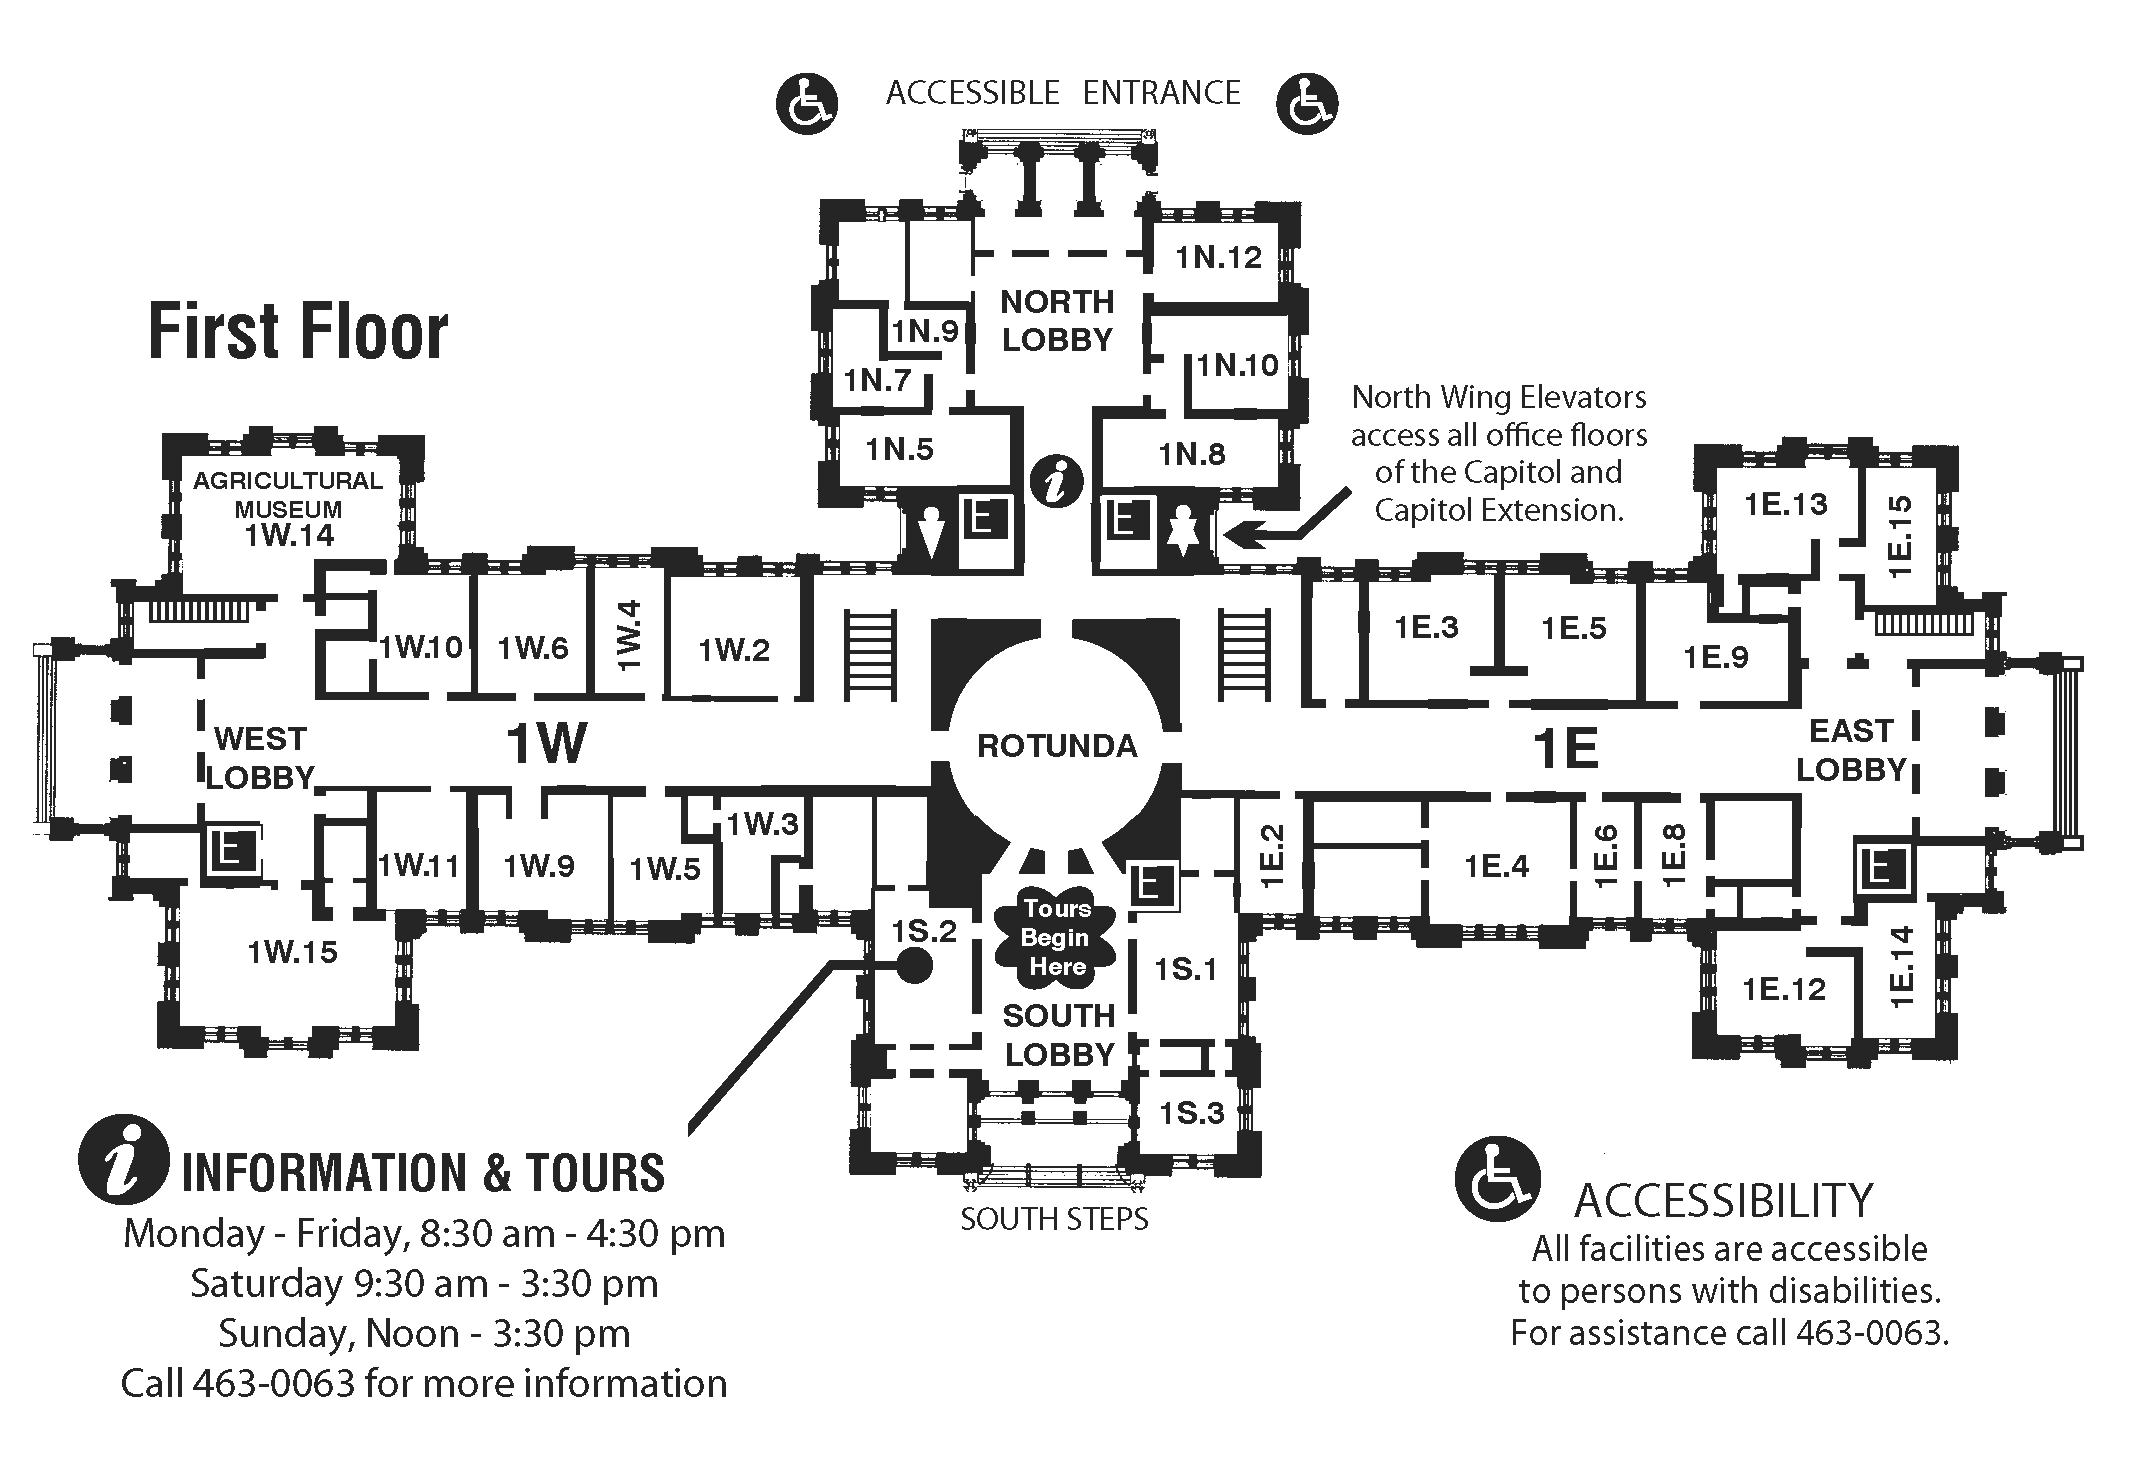 ACCESSIBLE ENTRANCE
First Floor
1N.12
NORTH
LOBBY
1N.9
1N.7
1N.10
1N.5
1N.8
i
E
E
North Wing Elevators
access all office floors
of the Capitol and
Capitol Extension.
AGRICULTURAL
MUSEUM
1W.14
1E.13
1E.15
1W.10
1W.6
1W.4
1W.2
1E.3
1E.5
1E.9
WEST
LOBBY
1W
ROTUNDA
1E
EAST
LOBBY
E
1W.11
1W.9
1W.5
1W.3
E
1E.2
1E.4
1E.6
1E.8
E
1W.15
1S.2
Tours
Begin
Here
1S.1
1E.12
1E.14
SOUTH
LOBBY
1S.3
SOUTH STEPS
i INFORMATION & TOURS
Monday - Friday, 8:30 am - 4:30 pm
Saturday 9:30 am - 3:30 pm
Sunday, Noon - 3:30 pm
Call 463-0063 for more information
ACCESSIBILITY
All facilities are accessible
to persons with disabilities.
For assistance call 463-0063.